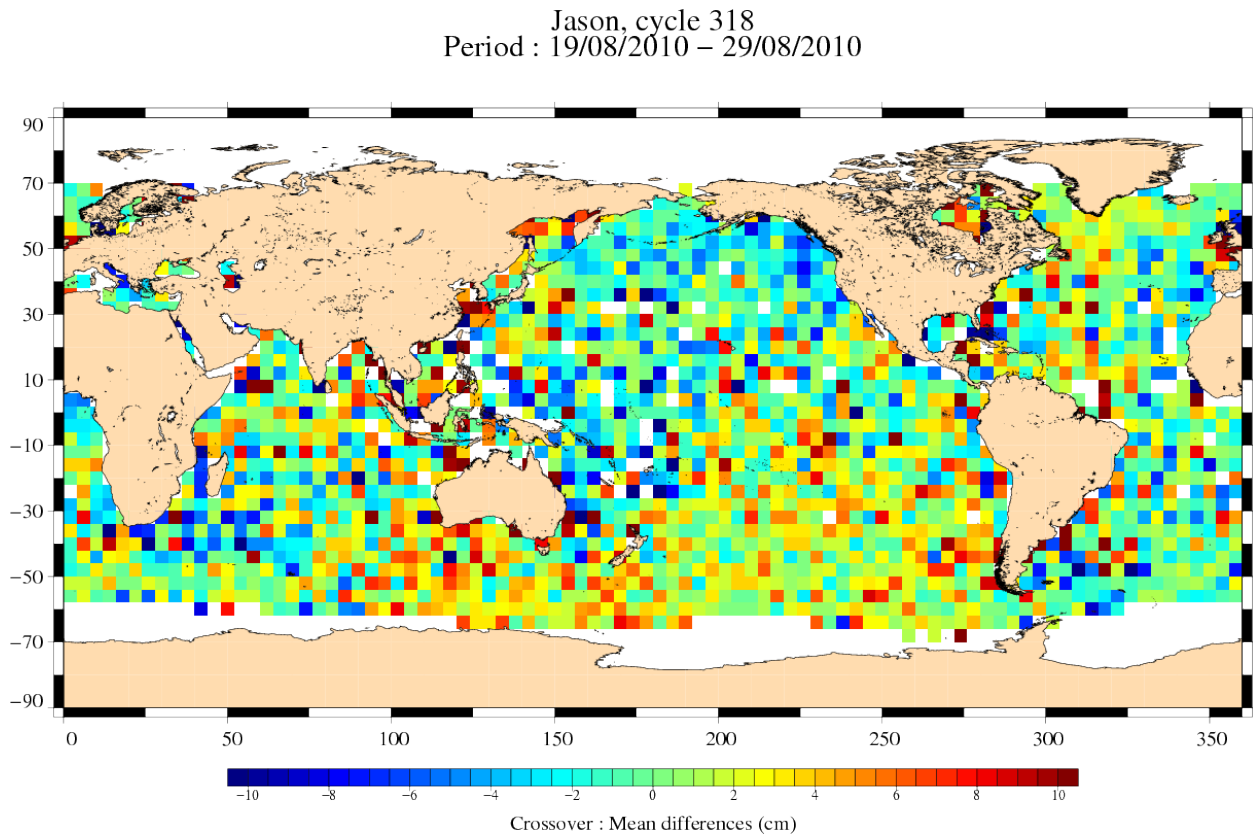 Jason, cycle 318
Period : 19/08/2010 − 29/08/2010
90
70
50
30
10
−10
−30
−50
−70
−90
0 50 100 150 200 250 300 350
−10 −8 −6 −4 −2 0 2 4 6 8 10
Crossover : Mean differences (cm)